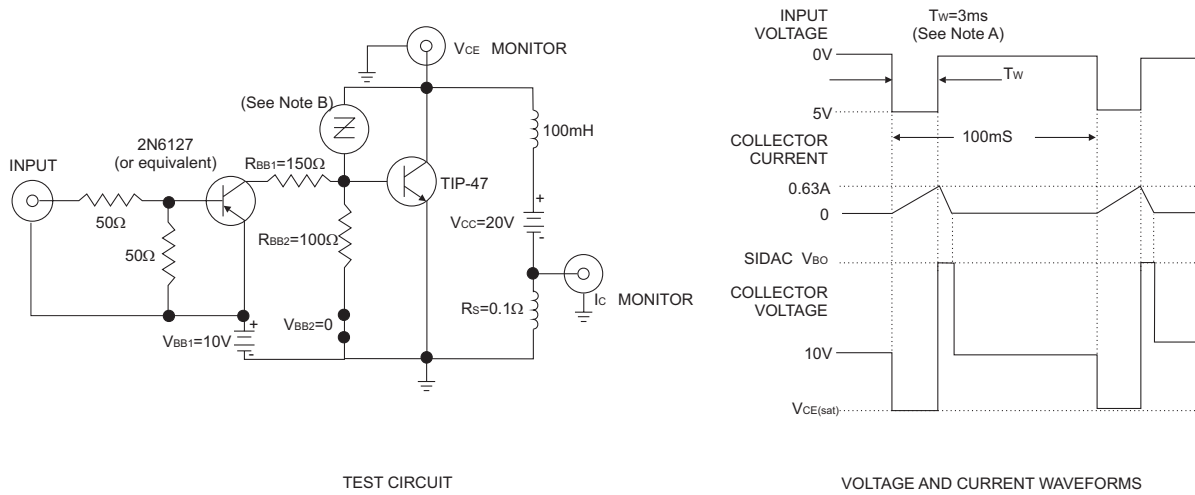 VCE MONITOR
(See Note B)
100mH
2N6127
(or equivalent)
INPUT
RBB1=150Ω
TIP-47
50Ω
+
VCC=20V
-
RBB2=100Ω
50Ω
IC MONITOR
RS=0.1Ω
+
VBB1=10V
-
VBB2=0
TEST CIRCUIT
INPUT
VOLTAGE
TW=3ms
(See Note A)
0V
TW
5V
100mS
COLLECTOR
CURRENT
0.63A
0
SIDAC VBO
COLLECTOR
VOLTAGE
10V
VCE(sat)
VOLTAGE AND CURRENT WAVEFORMS